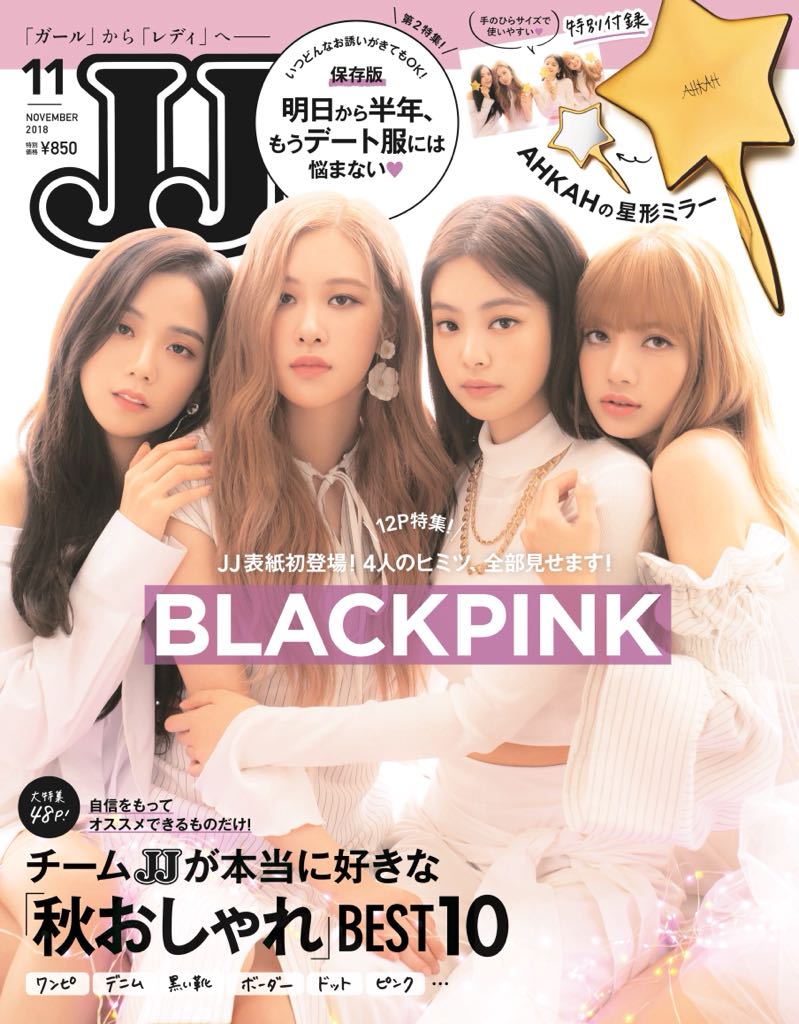 「ガール」から「レディ」へ——
11
NOVEMBER
2018
特別
価格 ¥850
JJ
いつどんなお誘いがきてもOK!
第2特集!
保存版
明日から半年、
もうデート服には
悩まない♥
手のひらサイズで
使いやすい♥
特別付録
AHKAH
AHKAHの星形ミラー
12P特集!
JJ表紙初登場! 4人のヒミツ、全部見せます!
BLACKPINK
大特集
48P!
自信をもって
オススメできるものだけ!
チームJJが本当に好きな
「秋おしゃれ」BEST10
ワンピ デニム 黒い靴 ボーダー ドット ピンク …